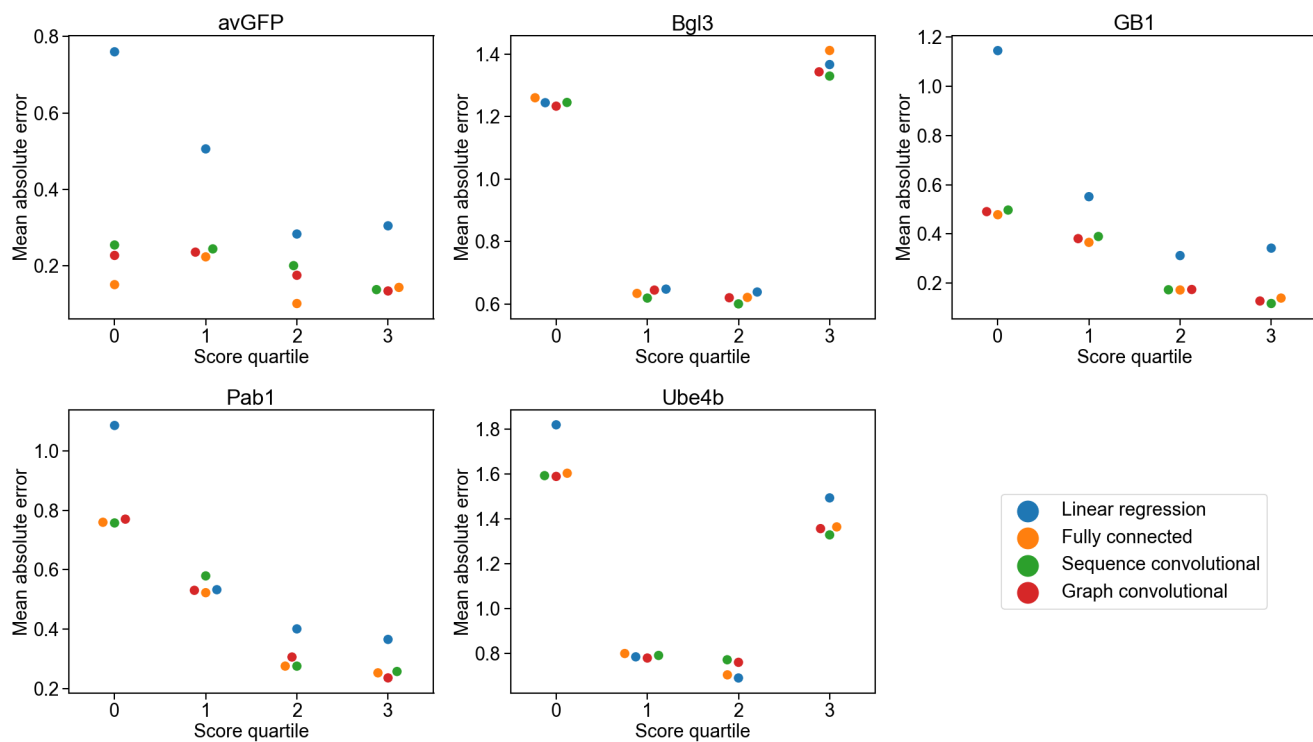 avGFP
Mean absolute error
0.8
0.6
0.4
0.2
0 1 2 3
Score quartile
Bgl3
Mean absolute error
1.4
1.2
1.0
0.8
0.6
0 1 2 3
Score quartile
GB1
Mean absolute error
1.2
1.0
0.8
0.6
0.4
0.2
0 1 2 3
Score quartile
Pab1
Mean absolute error
1.0
0.8
0.6
0.4
0.2
0 1 2 3
Score quartile
Ube4b
Mean absolute error
1.8
1.6
1.4
1.2
1.0
0.8
0 1 2 3
Score quartile
Linear regression
Fully connected
Sequence convolutional
Graph convolutional